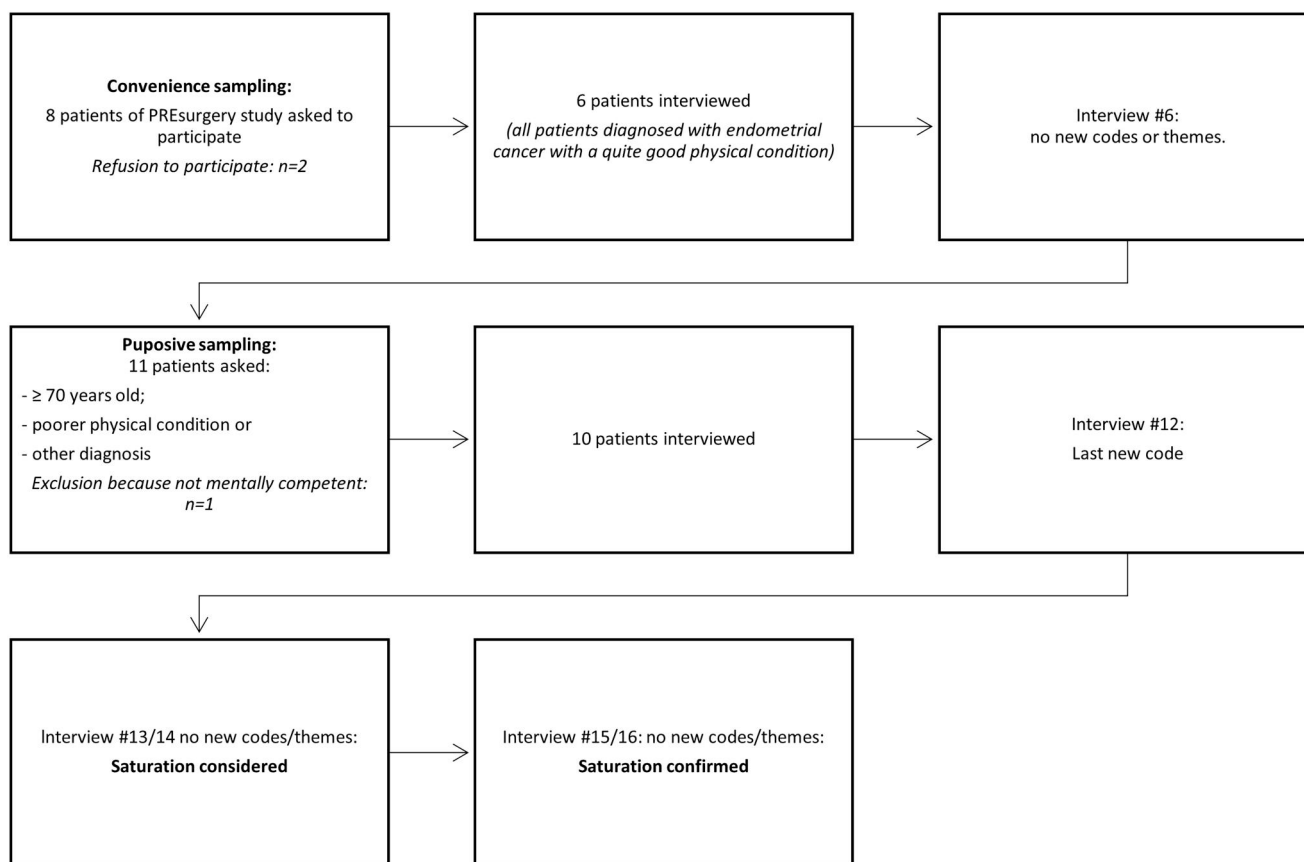 Convenience sampling:
8 patients of PREsurgery study asked to
participate
Refusion to participate: n=2
6 patients interviewed
(all patients diagnosed with endometrial
cancer with a quite good physical condition)
Interview #6:
no new codes or themes.
Puposive sampling:
11 patients asked:
- ≥ 70 years old;
- poorer physical condition or
- other diagnosis
Exclusion because not mentally competent:
n=1
10 patients interviewed
Interview #12:
Last new code
Interview #13/14 no new codes/themes:
Saturation considered
Interview #15/16: no new codes/themes:
Saturation confirmed